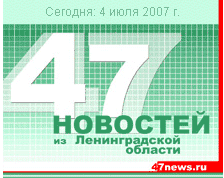 Сегодня: 4 июля 2007 г.
47
НОВОСТЕЙ
из Ленинградской
области
47news.ru